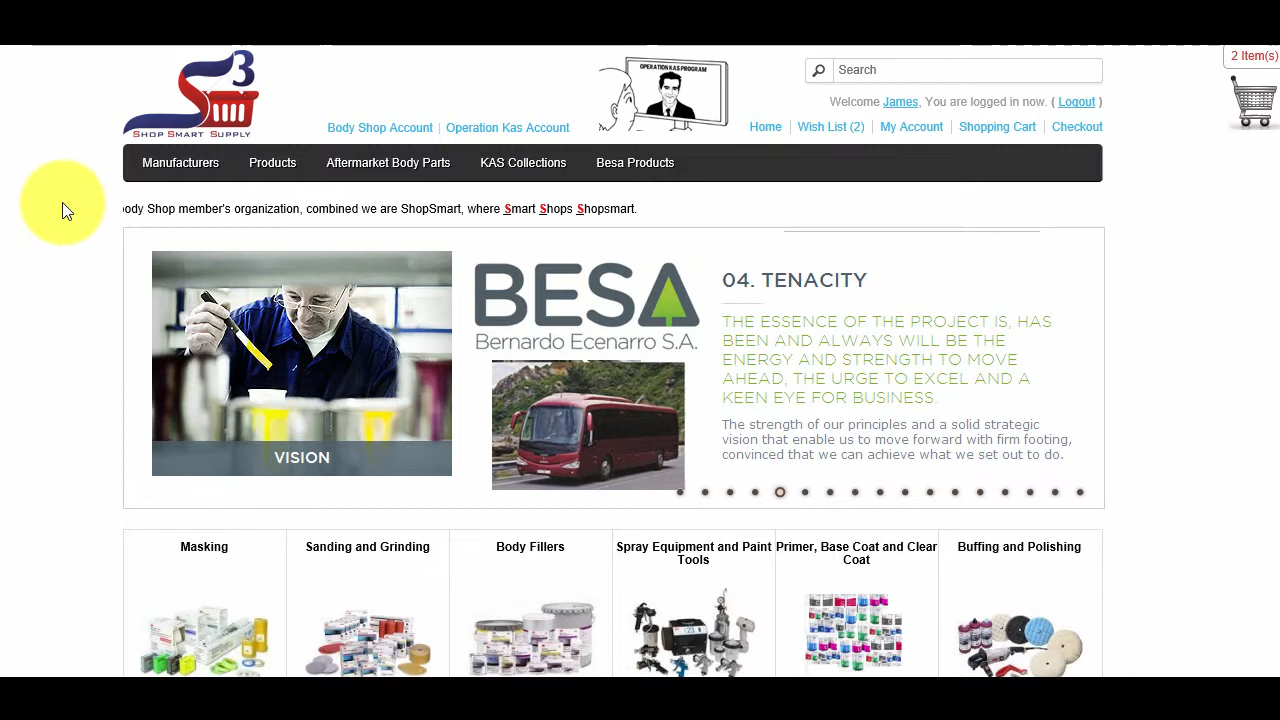 3
SHOP SMART SUPPLY
OPERATION KAS PROGRAM
Search
2 Item(s)
Welcome James, You are logged in now. ( Logout )
Body Shop Account
Operation Kas Account
Home
Wish List (2)
My Account
Shopping Cart
Checkout
Manufacturers
Products
Aftermarket Body Parts
KAS Collections
Besa Products
body Shop member's organization, combined we are ShopSmart, where Smart Shops Shopsmart.
BESA
Bernardo Ecenarro S.A.
VISION
04. TENACITY
THE ESSENCE OF THE PROJECT IS, HAS
BEEN AND ALWAYS WILL BE THE
ENERGY AND STRENGTH TO MOVE
AHEAD, THE URGE TO EXCEL AND A
KEEN EYE FOR BUSINESS.
The strength of our principles and a solid strategic
vision that enable us to move forward with firm footing,
convinced that we can achieve what we set out to do.
Masking
Sanding and Grinding
Body Fillers
Spray Equipment and Paint
Tools
Primer, Base Coat and Clear
Coat
Buffing and Polishing